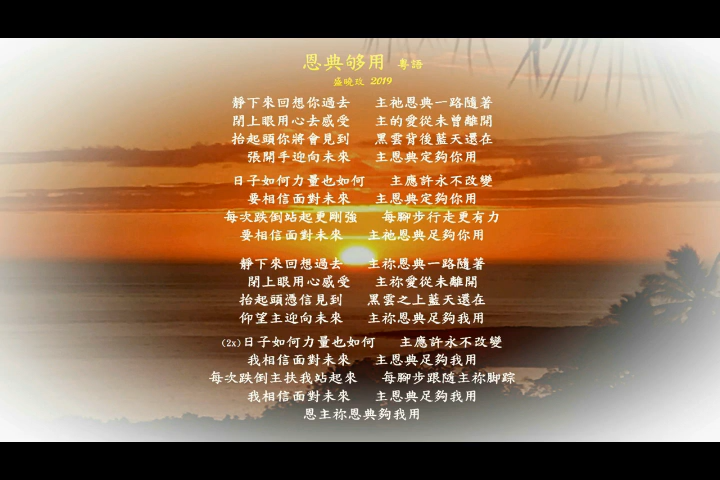 恩典够用 粵語
盛曉玫 2019
靜下來回想你過去 主祂恩典一路隨著
閉上眼用心去感受 主的愛從未曾離開
抬起頭你將會見到 黑雲背後藍天還在
張開手迎向未來 主恩典定夠你用
日子如何力量也如何 主應許永不改變
要相信面對未來 主恩典定夠你用
每次跌倒站起更剛強 每腳步行走更有力
要相信面對未來 主祂恩典足夠你用
靜下來回想過去 主祢恩典一路隨著
閉上眼用心感受 主祢愛從未離開
抬起頭憑信見到 黑雲之上藍天還在
仰望主迎向未來 主祢恩典足夠我用
(2x)日子如何力量也如何 主應許永不改變
我相信面對未來 主恩典足夠我用
每次跌倒主扶我站起來 每腳步跟隨主祢脚踪
我相信面對未來 主恩典足夠我用
恩主祢恩典夠我用